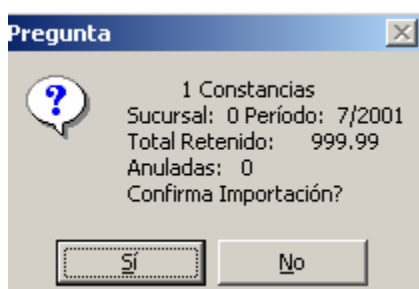 Pregunta
?
1 Constancias
Sucursal: 0 Período: 7/2001
Total Retenido: 999.99
Anuladas: 0
Confirma Importación?
Sí
No